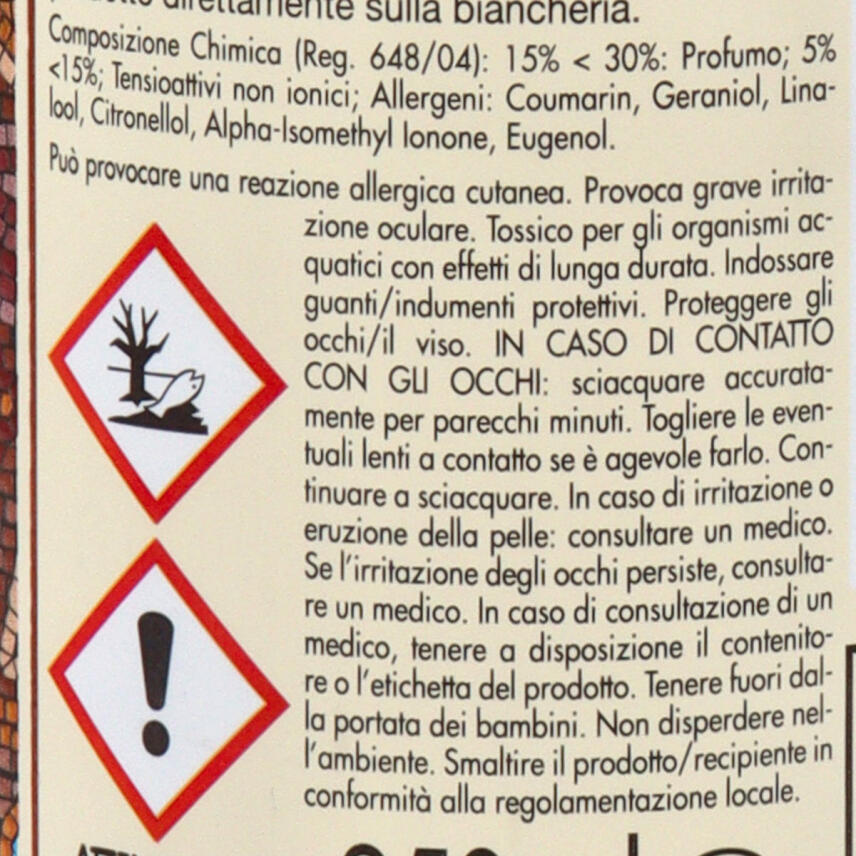 direttamente sulla biancheria.
Composizione Chimica (Reg. 648/04): 15% < 30%: Profumo; 5%
<15%; Tensioattivi non ionici; Allergeni: Coumarin, Geraniol, Lina-
lool, Citronellol, Alpha-Isomethyl Ionone, Eugenol.
Può provocare una reazione allergica cutanea. Provoca grave irrita-
zione oculare. Tossico per gli organismi ac-
quatici con effetti di lunga durata. Indossare
guanti/indumenti protettivi. Proteggere gli
occhi/il viso. IN CASO DI CONTATTO
CON GLI OCCHI: sciacquare accurata-
mente per parecchi minuti. Togliere le even-
tuali lenti a contatto se è agevole farlo. Con-
tinuare a sciacquare. In caso di irritazione o
eruzione della pelle: consultare un medico.
Se l'irritazione degli occhi persiste, consulta-
re un medico. In caso di consultazione di un
medico, tenere a disposizione il contenito-
re o l'etichetta del prodotto. Tenere fuori dal-
la portata dei bambini. Non disperdere nel-
l'ambiente. Smaltire il prodotto/recipiente in
conformità alla regolamentazione locale.